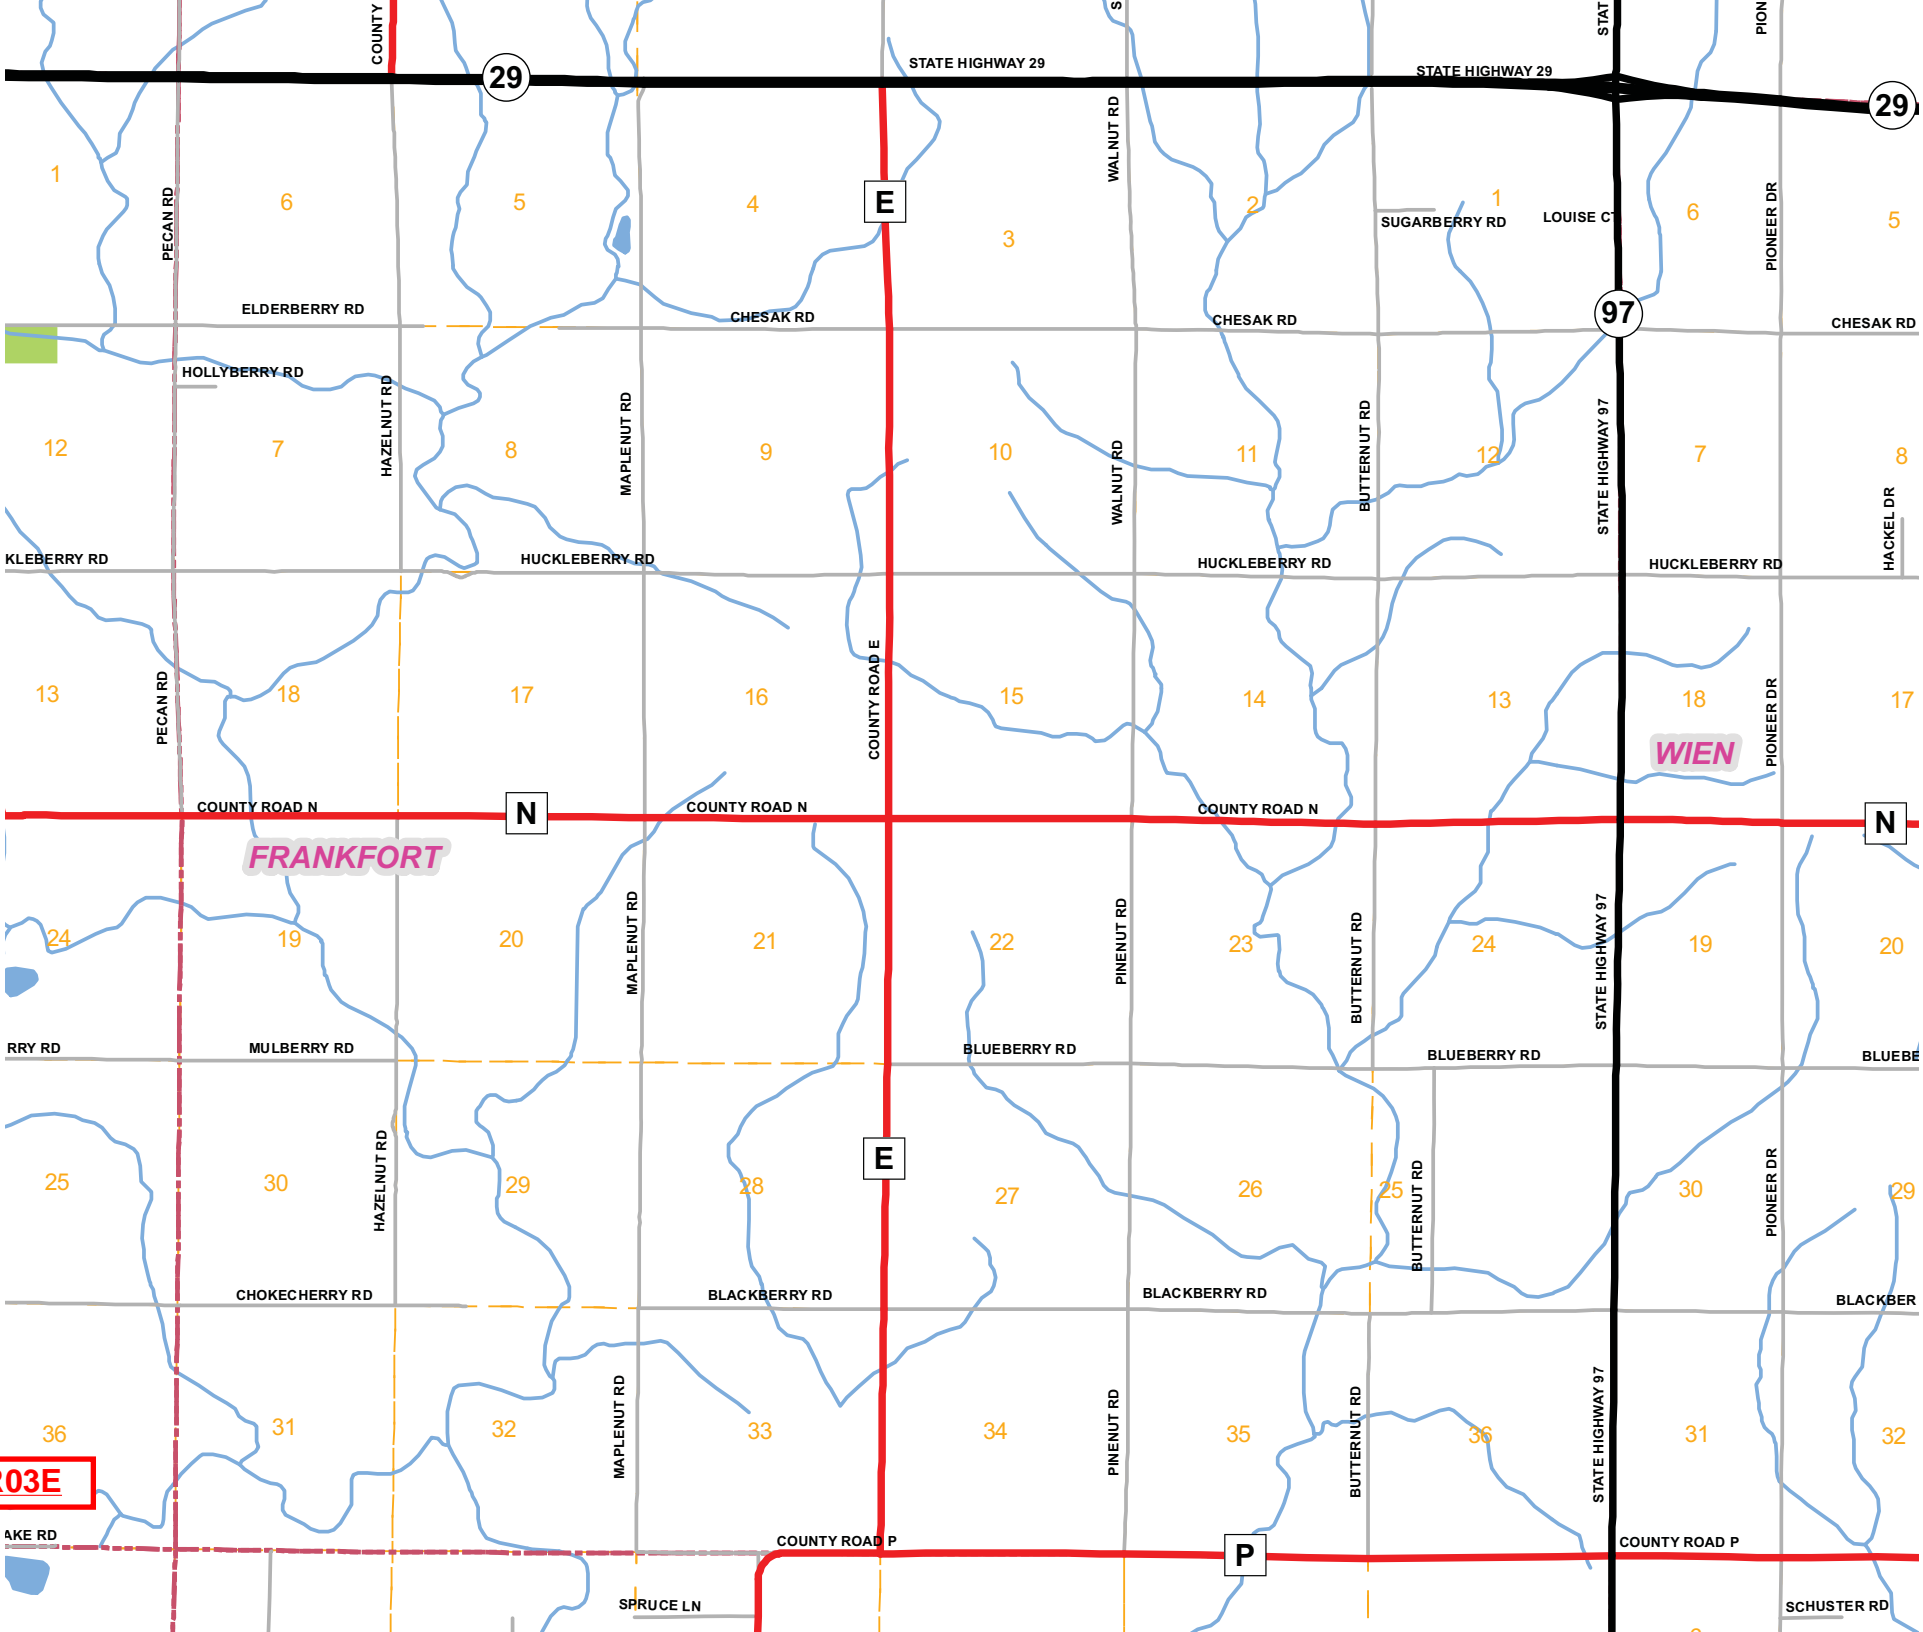 COUNTY
S
STAT
PION
STATE HIGHWAY 29
STATE HIGHWAY 29
29
29
WALNUT RD
1
6
5
4
E
3
2
1
6
5
PECAN RD
SUGARBERRY RD
LOUISE CT
PIONEER DR
ELDERBERRY RD
CHESAK RD
CHESAK RD
97
CHESAK RD
HOLLYBERRY RD
HAZELNUT RD
MAPLENUT RD
WALNUT RD
BUTTERNUT RD
STATE HIGHWAY 97
12
7
8
9
10
11
12
7
8
HACKEL DR
KLEBERRY RD
HUCKLEBERRY RD
HUCKLEBERRY RD
HUCKLEBERRY RD
PECAN RD
COUNTY ROAD E
PIONEER DR
13
18
17
16
15
14
13
18
17
WIEN
COUNTY ROAD N
N
COUNTY ROAD N
COUNTY ROAD N
N
FRANKFORT
MAPLENUT RD
PINENUT RD
BUTTERNUT RD
STATE HIGHWAY 97
24
19
20
21
22
23
24
19
20
RRY RD
MULBERRY RD
BLUEBERRY RD
BLUEBERRY RD
BLUEBE
HAZELNUT RD
E
BUTTERNUT RD
PIONEER DR
25
30
29
28
27
26
25
30
29
CHOKECHERRY RD
BLACKBERRY RD
BLACKBERRY RD
BLACKBER
MAPLENUT RD
PINENUT RD
BUTTERNUT RD
STATE HIGHWAY 97
36
31
32
33
34
35
36
31
32
R03E
AKE RD
COUNTY ROAD P
P
COUNTY ROAD P
SPRUCE LN
SCHUSTER RD